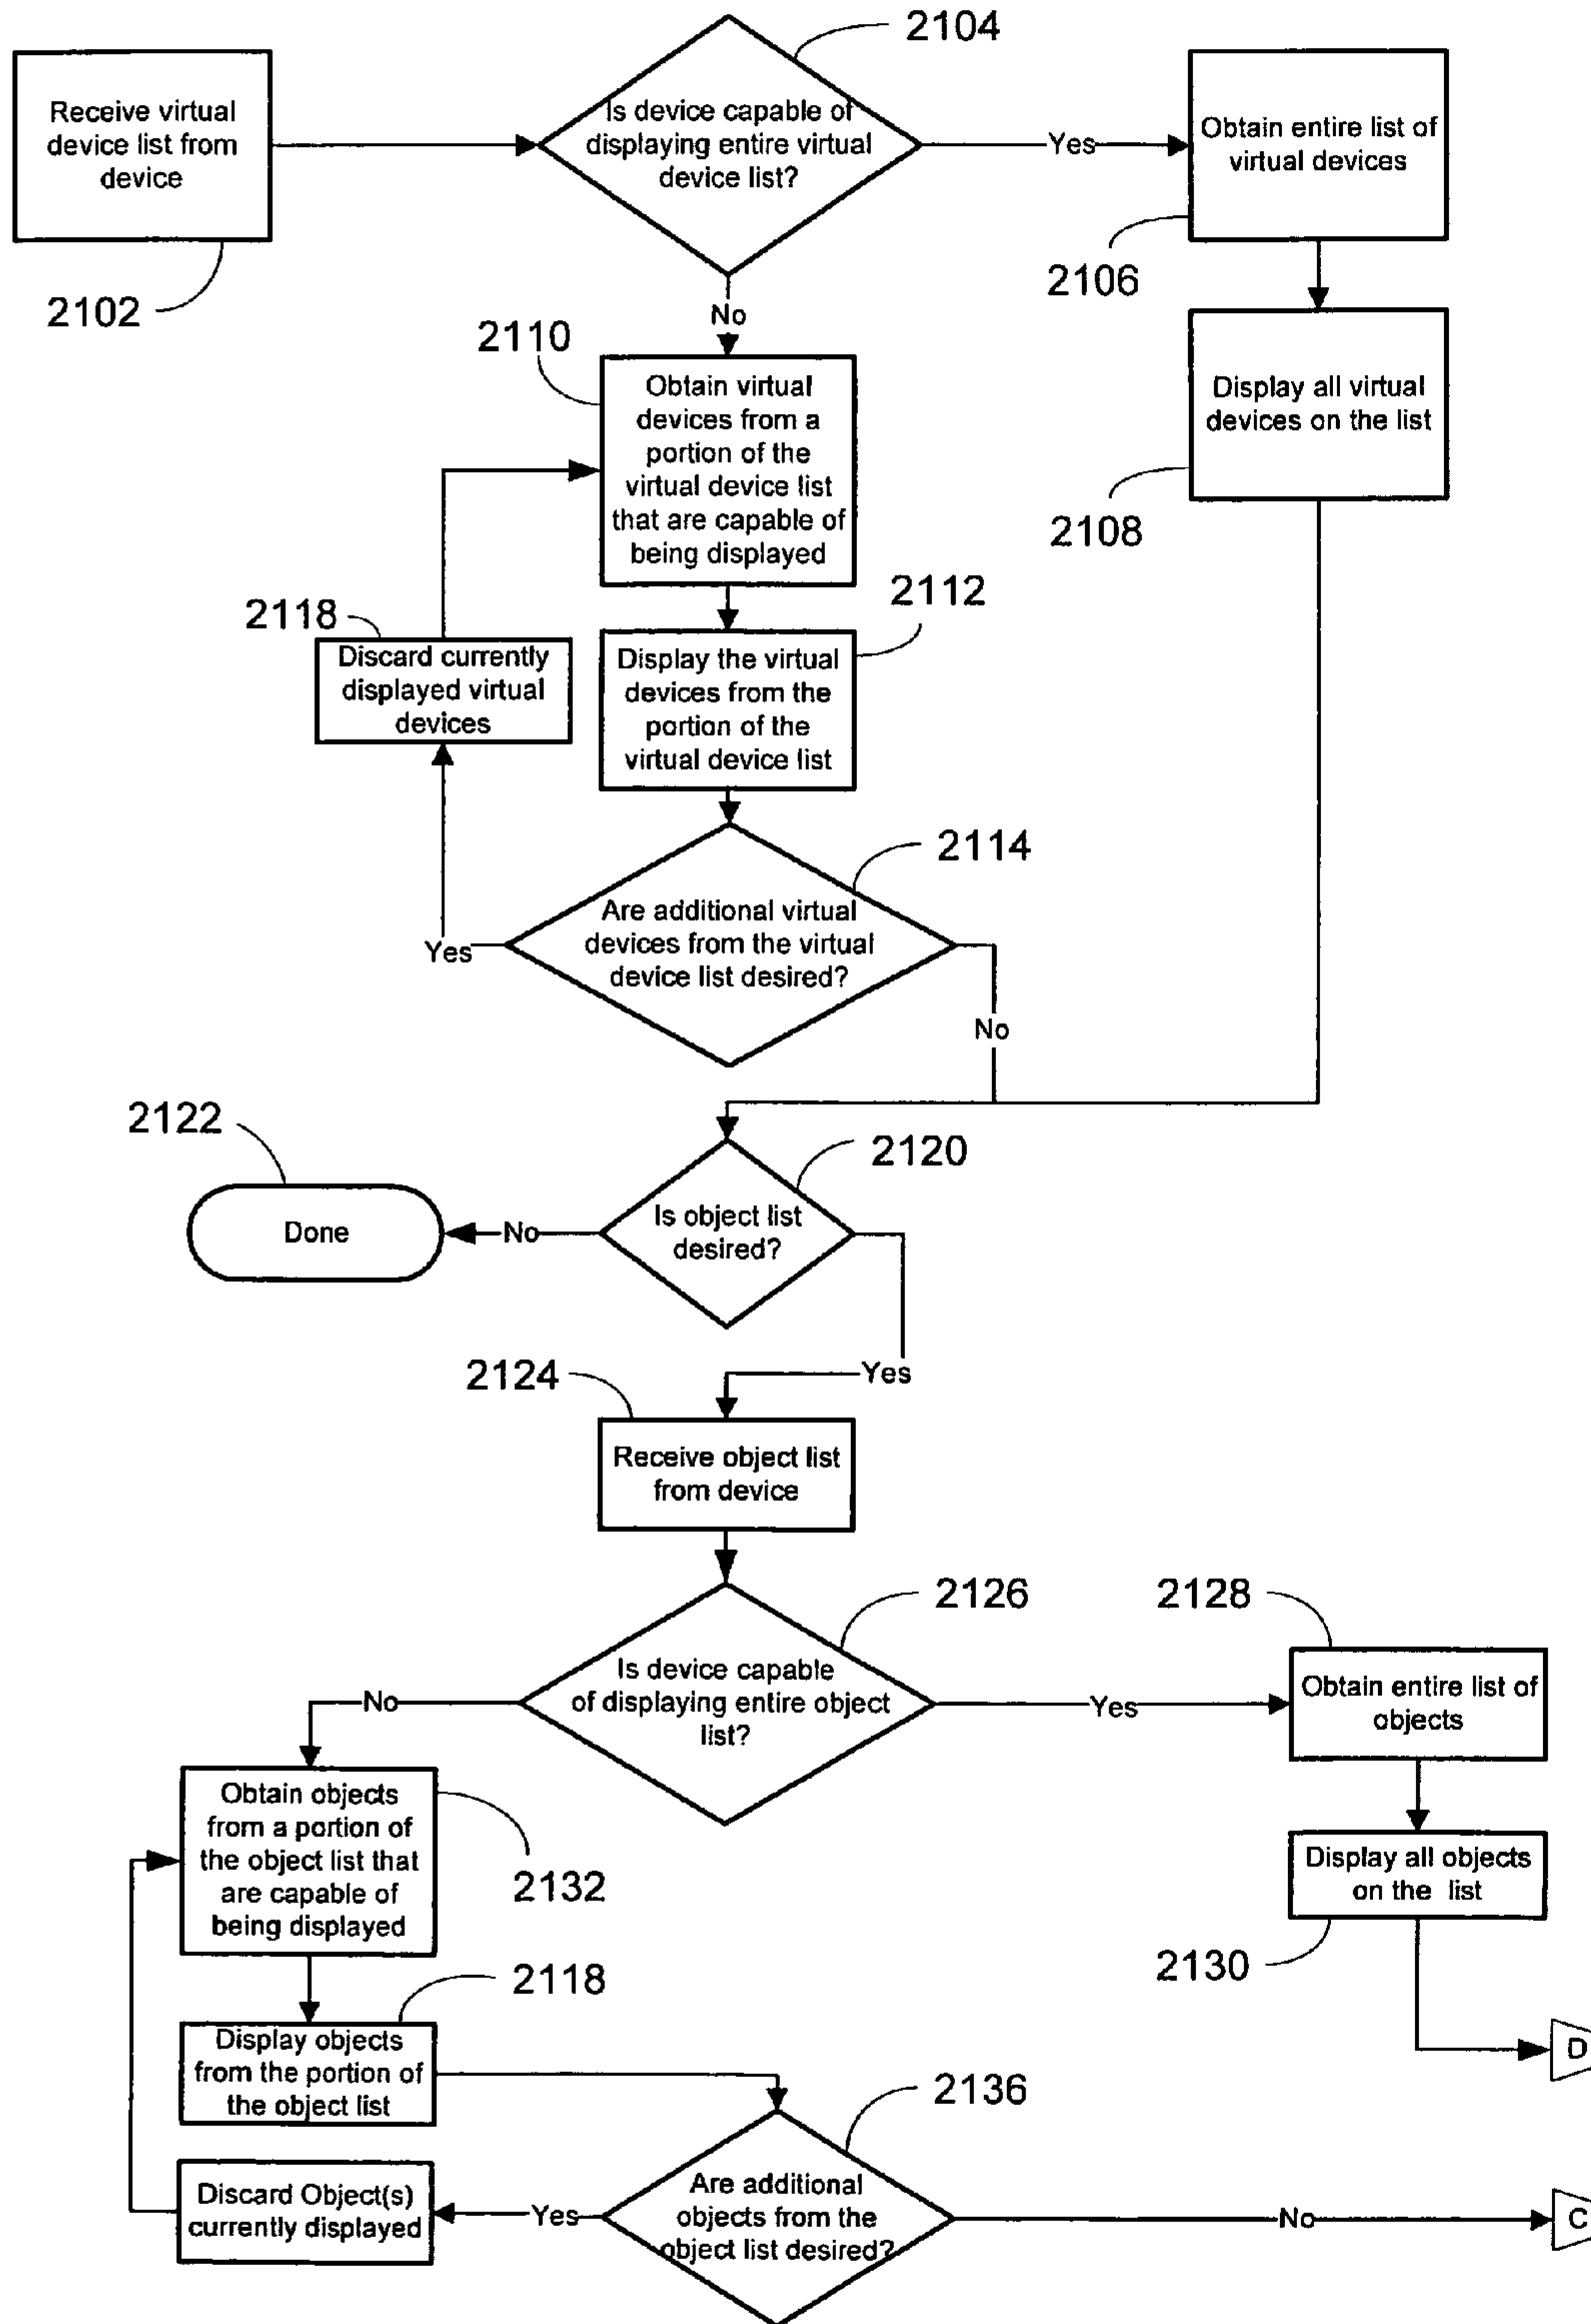 2104
Receive virtual
device list from
device
2102
Is device capable of
displaying entire virtual
device list?
Yes
Obtain entire list of
virtual devices
2106
No
2110
Obtain virtual
devices from a
portion of the
virtual device list
that are capable of
being displayed
Display all virtual
devices on the list
2108
2118
Discard currently
displayed virtual
devices
2112
Display the virtual
devices from the
portion of the
virtual device list
2114
Are additional virtual
devices from the virtual
device list desired?
Yes
No
2122
Done
No
2120
Is object list
desired?
Yes
2124
Receive object list
from device
2126
Is device capable
of displaying entire object
list?
No
Yes
2128
Obtain entire list of
objects
Obtain objects
from a portion of
the object list that
are capable of
being displayed
2132
Display all objects
on the list
2130
2118
Display objects
from the portion of
the object list
D
2136
Are additional
objects from the
object list desired?
Yes
Discard Object(s)
currently displayed
No
C